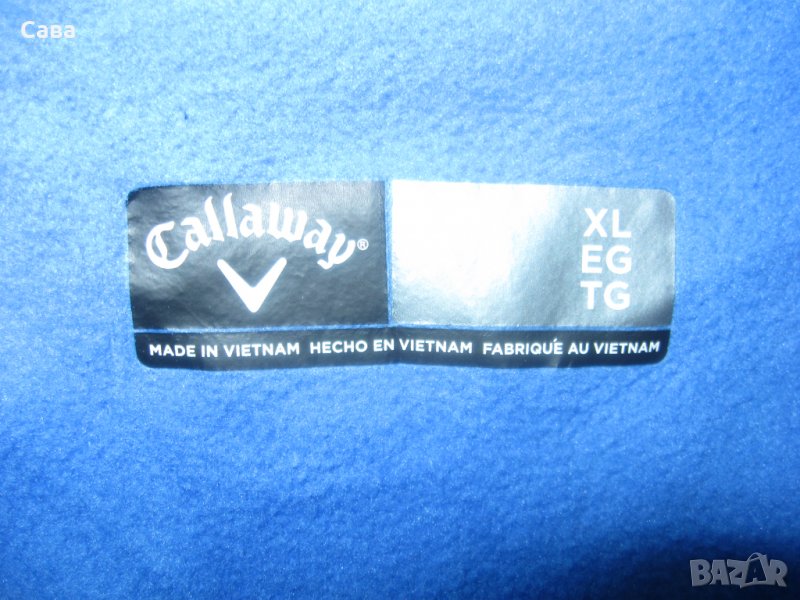 Сава
Callaway®
XL
EG
TG
MADE IN VIETNAM HECHO EN VIETNAM FABRIQUÉ AU VIETNAM
BAZAR